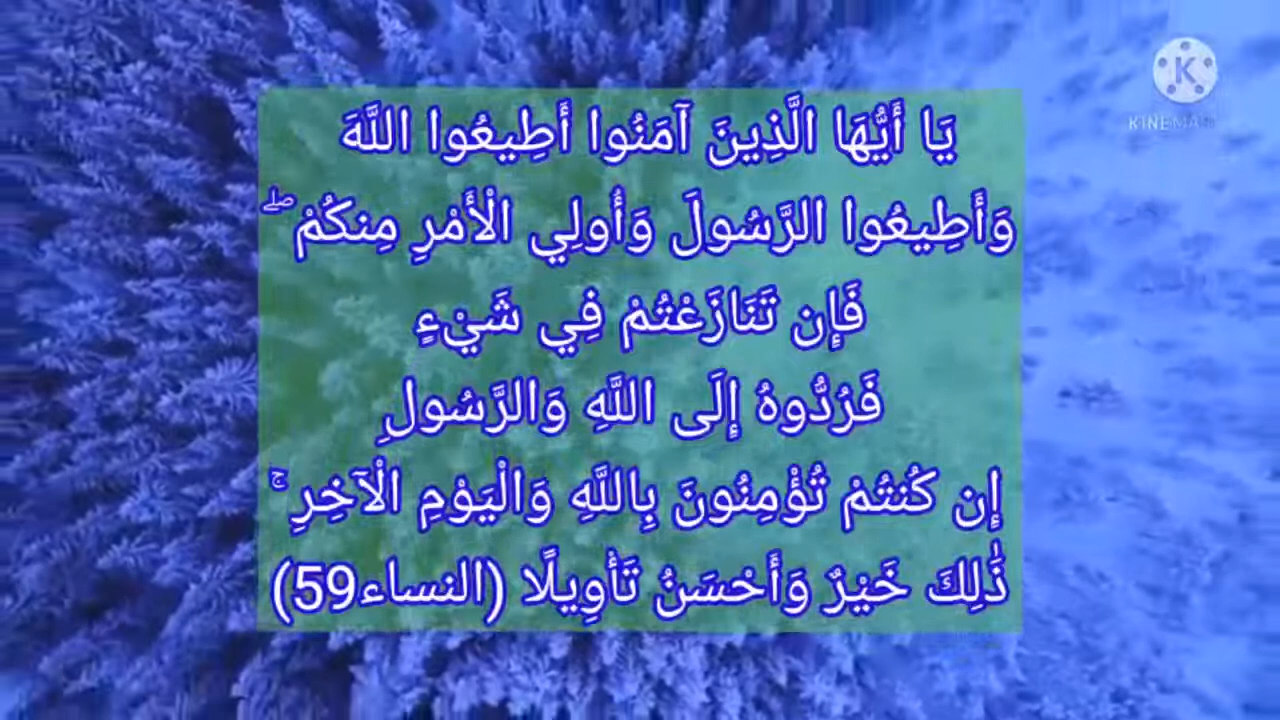 يَا أَيُّهَا الَّذِينَ آمَنُوا أَطِيعُوا اللَّهَ
وَأَطِيعُوا الرَّسُولَ وَأُولِي الْأَمْرِ مِنكُمْ ۖ
فَإِن تَنَازَعْتُمْ فِي شَيْءٍ
فَرُدُّوهُ إِلَى اللَّهِ وَالرَّسُولِ
إِن كُنتُمْ تُؤْمِنُونَ بِاللَّهِ وَالْيَوْمِ الْآخِرِ ۚ
ذَٰلِكَ خَيْرٌ وَأَحْسَنُ تَأْوِيلًا (النساء59)
K
KINEMA